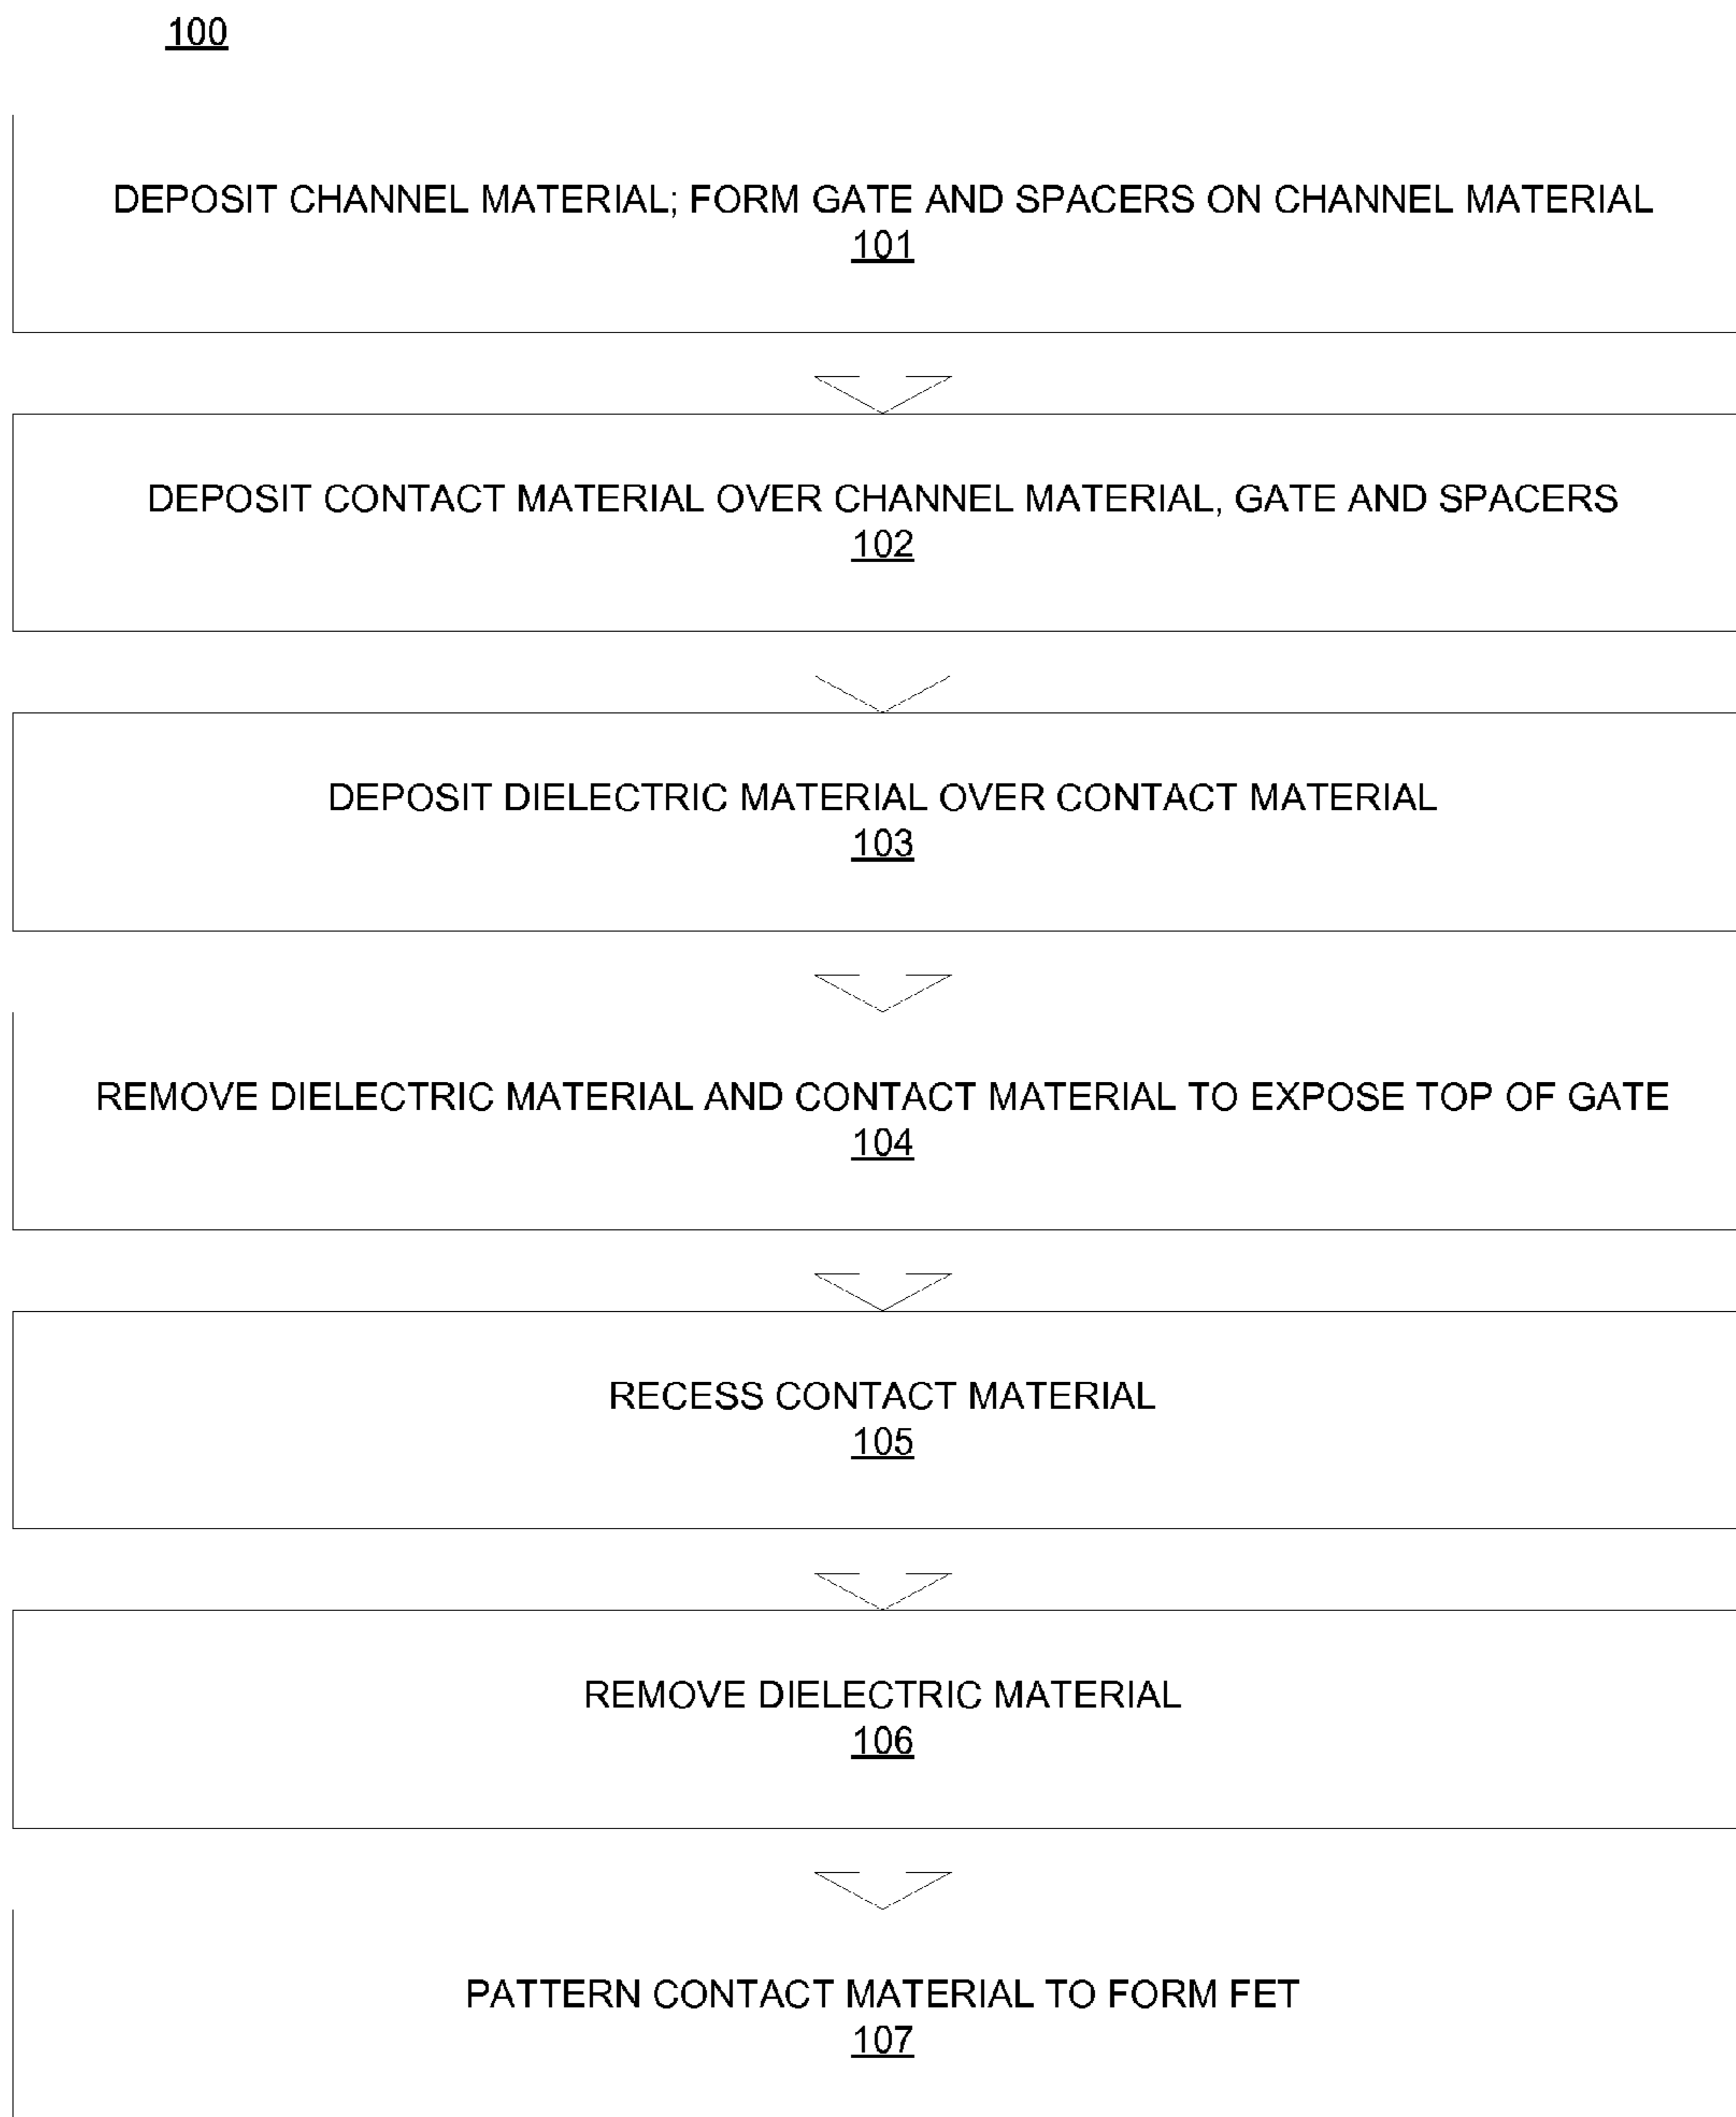 100
DEPOSIT CHANNEL MATERIAL; FORM GATE AND SPACERS ON CHANNEL MATERIAL
101
DEPOSIT CONTACT MATERIAL OVER CHANNEL MATERIAL, GATE AND SPACERS
102
DEPOSIT DIELECTRIC MATERIAL OVER CONTACT MATERIAL
103
REMOVE DIELECTRIC MATERIAL AND CONTACT MATERIAL TO EXPOSE TOP OF GATE
104
RECESS CONTACT MATERIAL
105
REMOVE DIELECTRIC MATERIAL
106
PATTERN CONTACT MATERIAL TO FORM FET
107